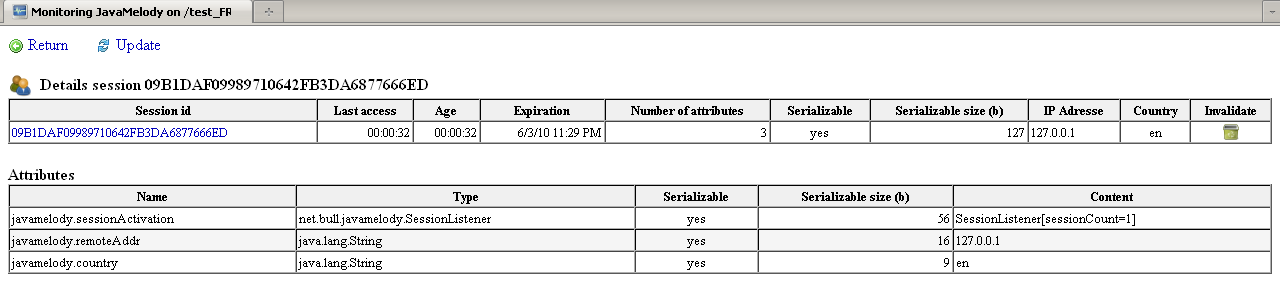 Monitoring JavaMelody on /test_FR
Return Update
Details session 09B1DAF09989710642FB3DA6877666ED
Session id Last access Age Expiration Number of attributes Serializable Serializable size (b) IP Adresse Country Invalidate
09B1DAF09989710642FB3DA6877666ED 00:00:32 00:00:32 6/3/10 11:29 PM 3 yes 127 127.0.0.1 en
Attributes
Name Type Serializable Serializable size (b) Content
javamelody.sessionActivation net.bull.javamelody.SessionListener yes 56 SessionListener[sessionCount=1]
javamelody.remoteAddr java.lang.String yes 16 127.0.0.1
javamelody.country java.lang.String yes 9 en